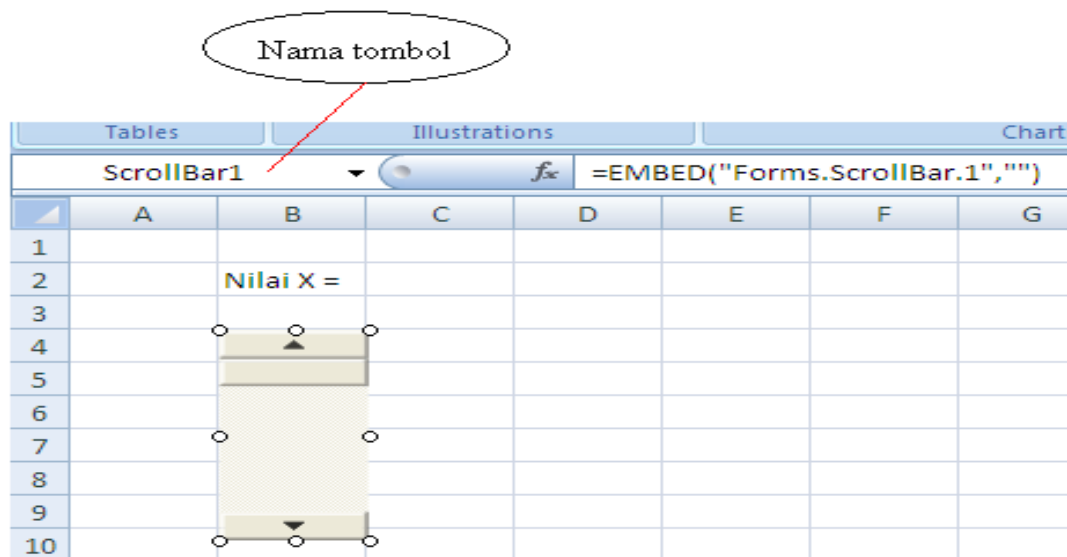 Nama tombol
Tables Illustrations Chart
ScrollBar1 fx =EMBED("Forms.ScrollBar.1","")
A B C D E F G
1
2 Nilai X =
3
4
5
6
7
8
9
10